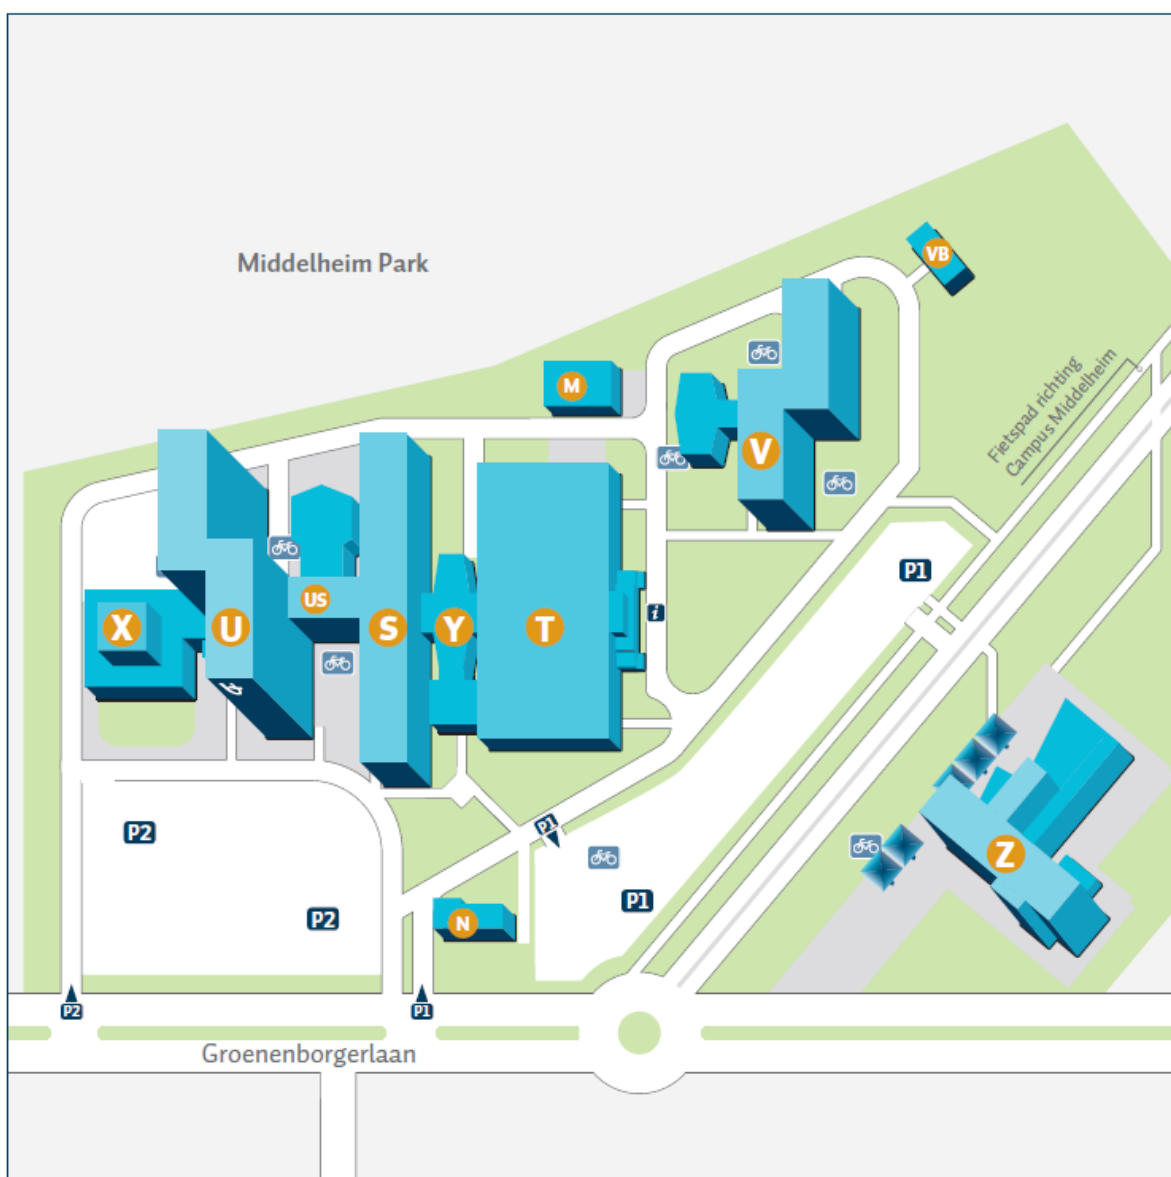 Middelheim Park
VB
Fietspad richting
Campus Middelheim
M
V
P1
US
X
U
S
Y
T
i
P2
P1
Z
P2
P1
N
P2
P1
Groenenborgerlaan